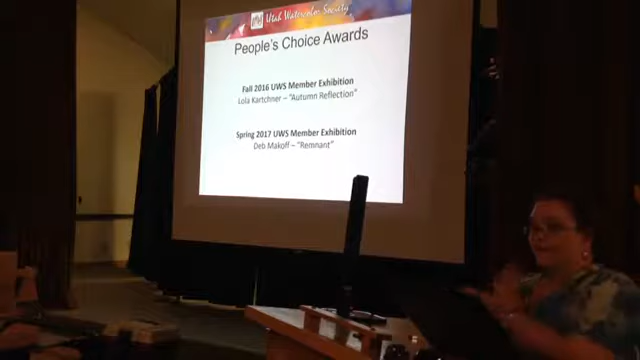 Utah Watercolor Society
People's Choice Awards
Fall 2016 UWS Member Exhibition
Lola Kartchner – "Autumn Reflection"
Spring 2017 UWS Member Exhibition
Deb Makoff – "Remnant"